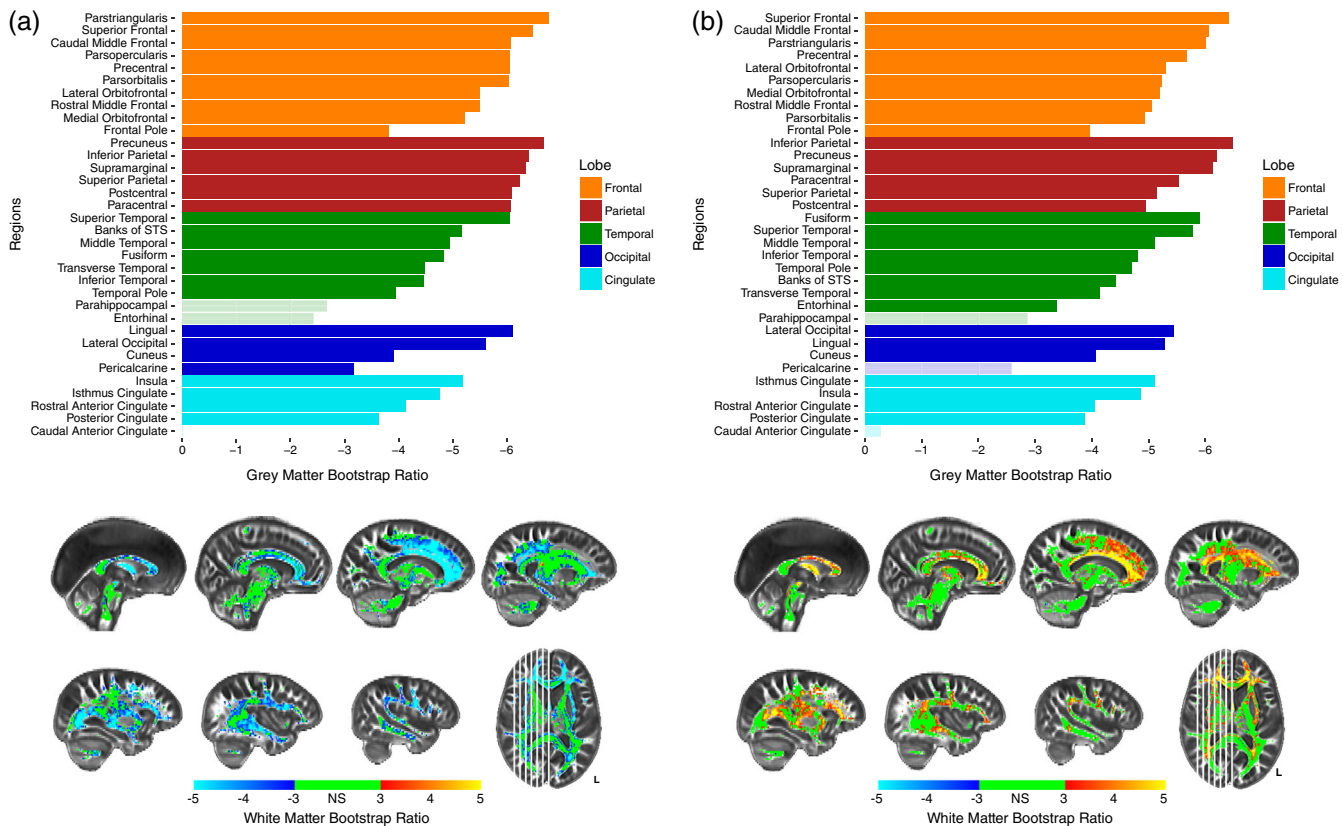 (a)
Parstriangularis
Superior Frontal
Caudal Middle Frontal
Parsopercularis
Precentral
Parsorbitalis
Lateral Orbitofrontal
Rostral Middle Frontal
Medial Orbitofrontal
Frontal Pole
Precuneus
Inferior Parietal
Supramarginal
Superior Parietal
Postcentral
Paracentral
Superior Temporal
Banks of STS
Middle Temporal
Fusiform
Transverse Temporal
Inferior Temporal
Temporal Pole
Parahippocampal
Entorhinal
Lingual
Lateral Occipital
Cuneus
Pericalcarine
Insula
Isthmus Cingulate
Rostral Anterior Cingulate
Posterior Cingulate
Caudal Anterior Cingulate
Regions
0 -1 -2 -3 -4 -5 -6
Grey Matter Bootstrap Ratio
Lobe
Frontal
Parietal
Temporal
Occipital
Cingulate
L
-5 -4 -3 NS 3 4 5
White Matter Bootstrap Ratio
(b)
Superior Frontal
Caudal Middle Frontal
Parstriangularis
Precentral
Lateral Orbitofrontal
Parsopercularis
Medial Orbitofrontal
Rostral Middle Frontal
Parsorbitalis
Frontal Pole
Inferior Parietal
Precuneus
Supramarginal
Paracentral
Superior Parietal
Postcentral
Fusiform
Superior Temporal
Middle Temporal
Inferior Temporal
Temporal Pole
Banks of STS
Transverse Temporal
Entorhinal
Parahippocampal
Lateral Occipital
Lingual
Cuneus
Pericalcarine
Isthmus Cingulate
Insula
Rostral Anterior Cingulate
Posterior Cingulate
Caudal Anterior Cingulate
Regions
0 -1 -2 -3 -4 -5 -6
Grey Matter Bootstrap Ratio
Lobe
Frontal
Parietal
Temporal
Occipital
Cingulate
L
-5 -4 -3 NS 3 4 5
White Matter Bootstrap Ratio